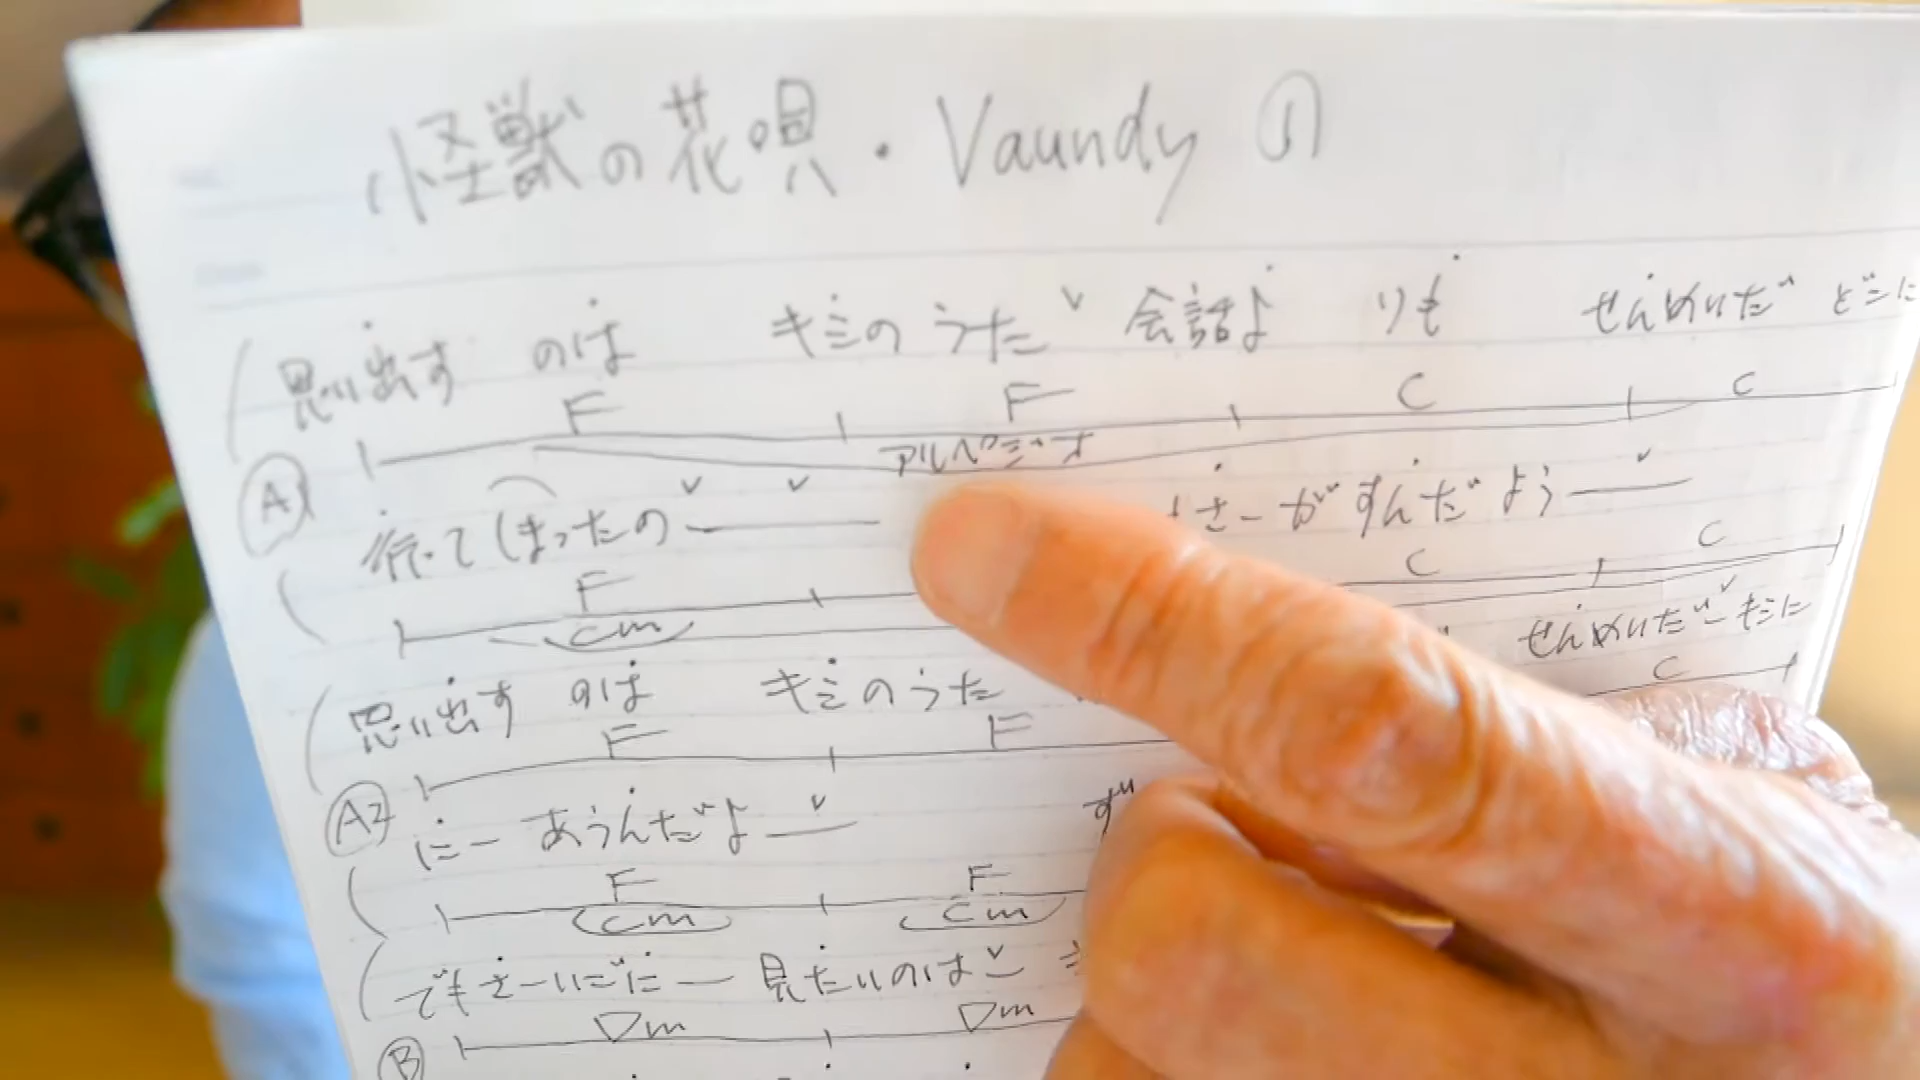 怪獣の花唄・Vaundy ①
思い出す のは キミのうた 会話よ りも せんめいだ どこに
F F C C
A1
アルペジオ
行ってしまったの さーがすんだよう
F C C
Cm
思い出す のは キミのうた せんめいだ キミに
F F C
A2
にー あうんだよ ず
F F
Cm Cm
でもさーいごにー 見たいのは
Dm Dm
B